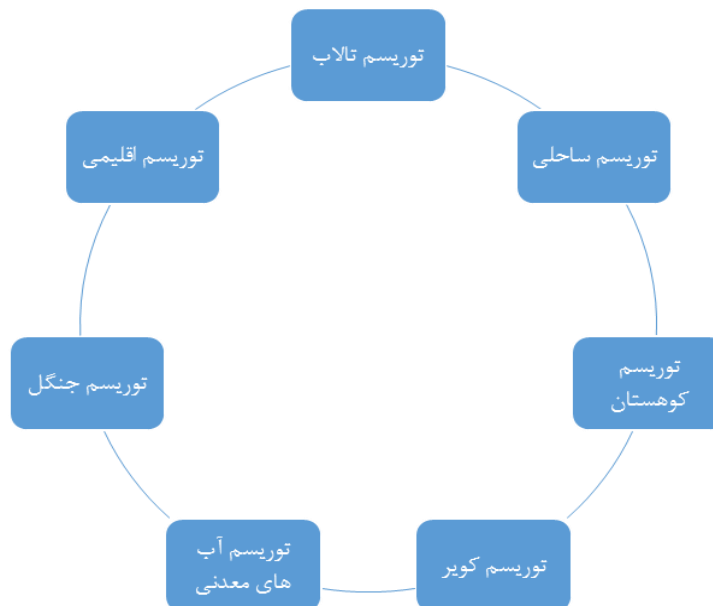 توریسم تالاب
توریسم ساحلی
توریسم
کوهستان
توریسم کویر
توریسم آب
های معدنی
توریسم جنگل
توریسم اقلیمی